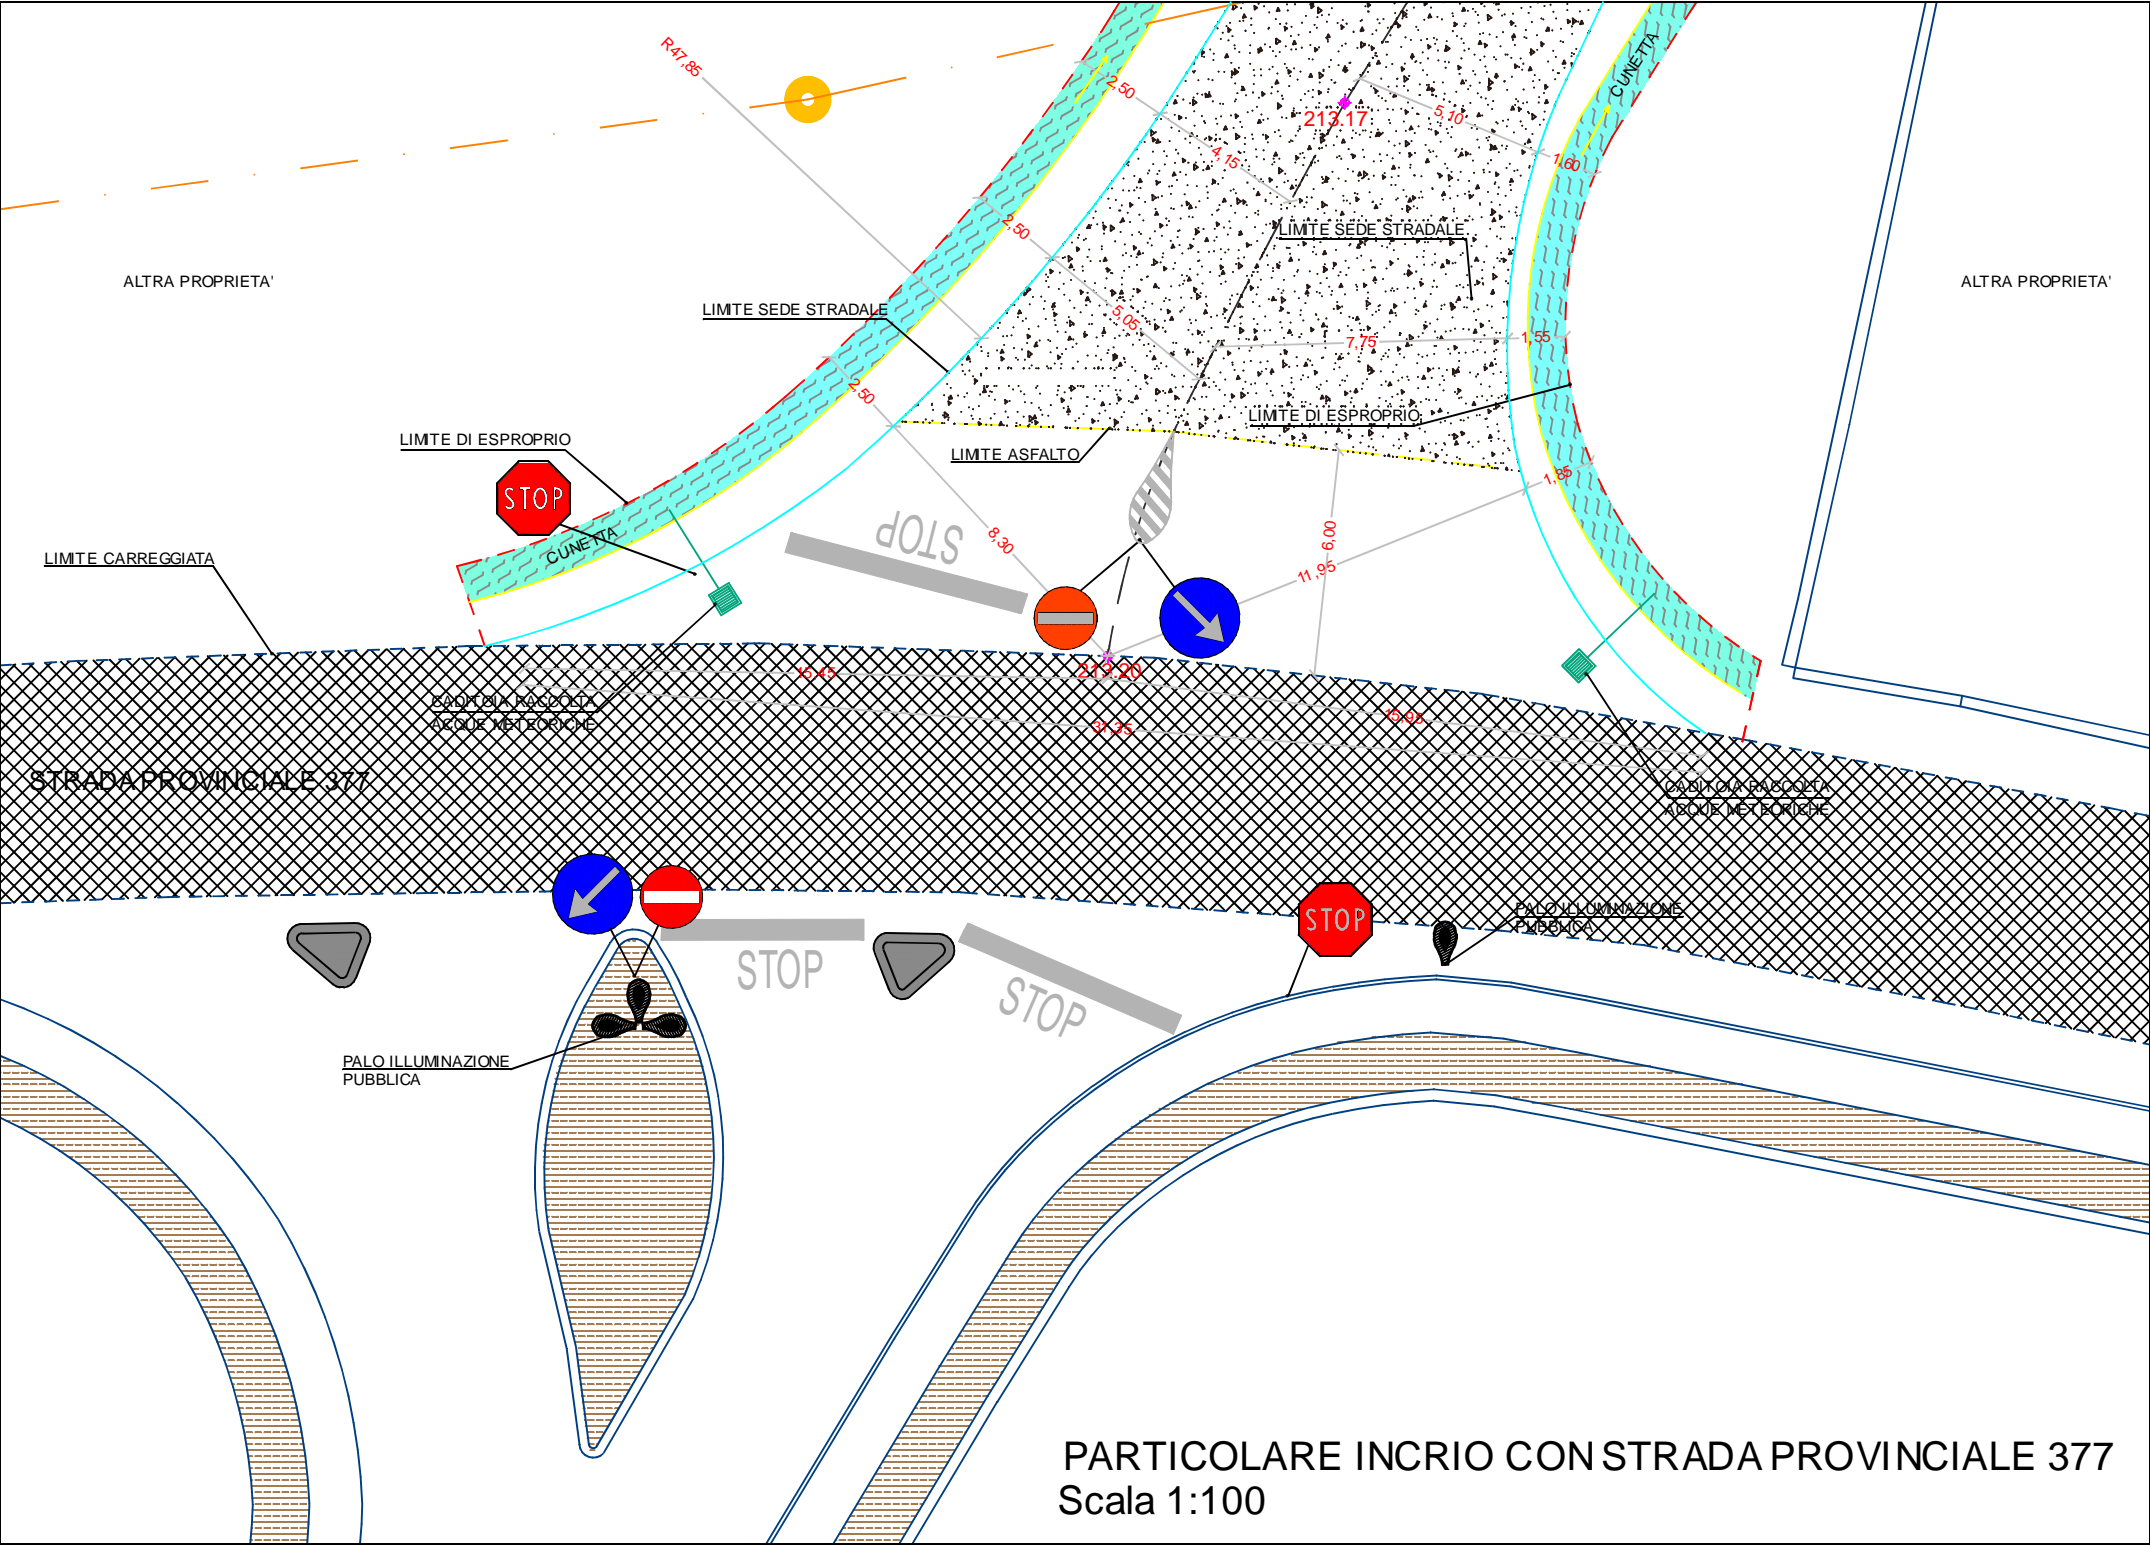 R47,85
2,50
CUNETTA
213.17
5,10
4,15
1,60
2,50
LIMITE SEDE STRADALE
ALTRA PROPRIETA'
ALTRA PROPRIETA'
LIMITE SEDE STRADALE
5,05
7,75
1,55
2,50
LIMITE DI ESPROPRIO
LIMITE DI ESPROPRIO
LIMITE ASFALTO
1,85
STOP
STOP
8,30
6,00
CUNETTA
LIMITE CARREGGIATA
11,95
15,45
213.20
CADITOIA RACCOLTA
ACQUE METEORICHE
15,95
31,35
STRADA PROVINCIALE 377
CADITOIA RACCOLTA
ACQUE METEORICHE
STOP
PALO ILLUMINAZIONE
PUBBLICA
STOP
STOP
PALO ILLUMINAZIONE
PUBBLICA
PARTICOLARE INCRIO CON STRADA PROVINCIALE 377
Scala 1:100